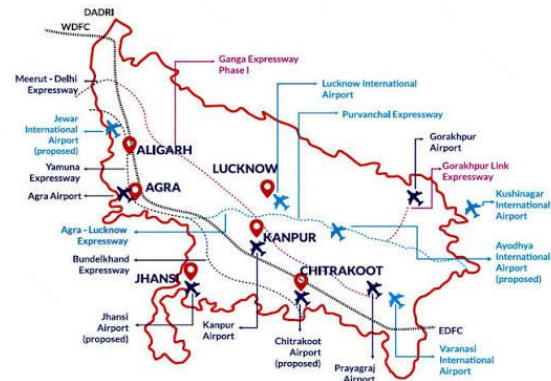 DADRI
WDFC
Meerut - Delhi
Expressway
Ganga Expressway
Phase I
Lucknow International
Airport
Purvanchal Expressway
Jewar
International
Airport
(proposed)
Gorakhpur
Airport
ALIGARH
LUCKNOW
Gorakhpur Link
Expressway
Yamuna
Expressway
AGRA
Agra Airport
Kushinagar
International
Airport
Agra - Lucknow
Expressway
KANPUR
Ayodhya
International
Airport
(proposed)
Bundelkhand
Expressway
JHANSI
CHITRAKOOT
Jhansi
Airport
(proposed)
Kanpur
Airport
Chitrakoot
Airport
(proposed)
Prayagraj
Airport
EDFC
Varanasi
International
Airport